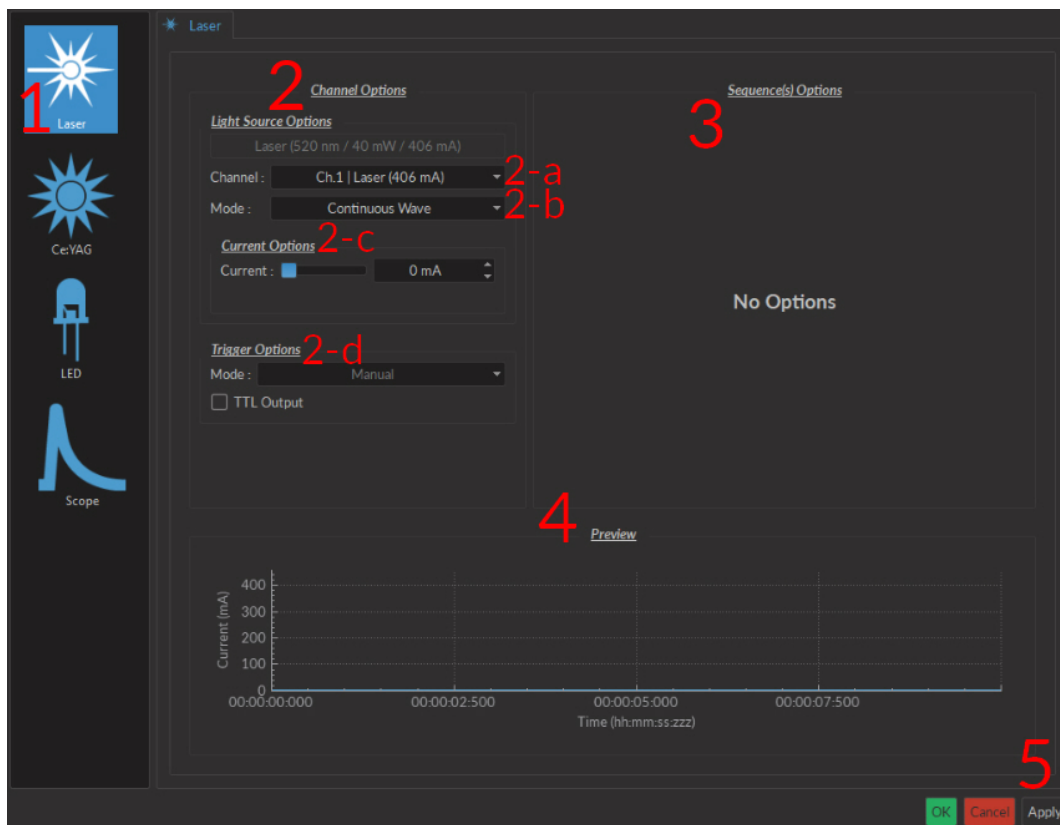 Laser
1
Laser
Ce:YAG
LED
Scope
2
Channel Options
Light Source Options
Laser (520 nm / 40 mW / 406 mA)
Channel : Ch.1 | Laser (406 mA) 2-a
Mode : Continuous Wave 2-b
Current Options 2-c
Current : 0 mA
Trigger Options 2-d
Mode : Manual
TTL Output
Sequence(s) Options
3
No Options
4
Preview
Current (mA)
400
300
200
100
0
00:00:00:000 00:00:02:500 00:00:05:000 00:00:07:500
Time (hh:mm:ss:zzz)
5
OK Cancel Apply